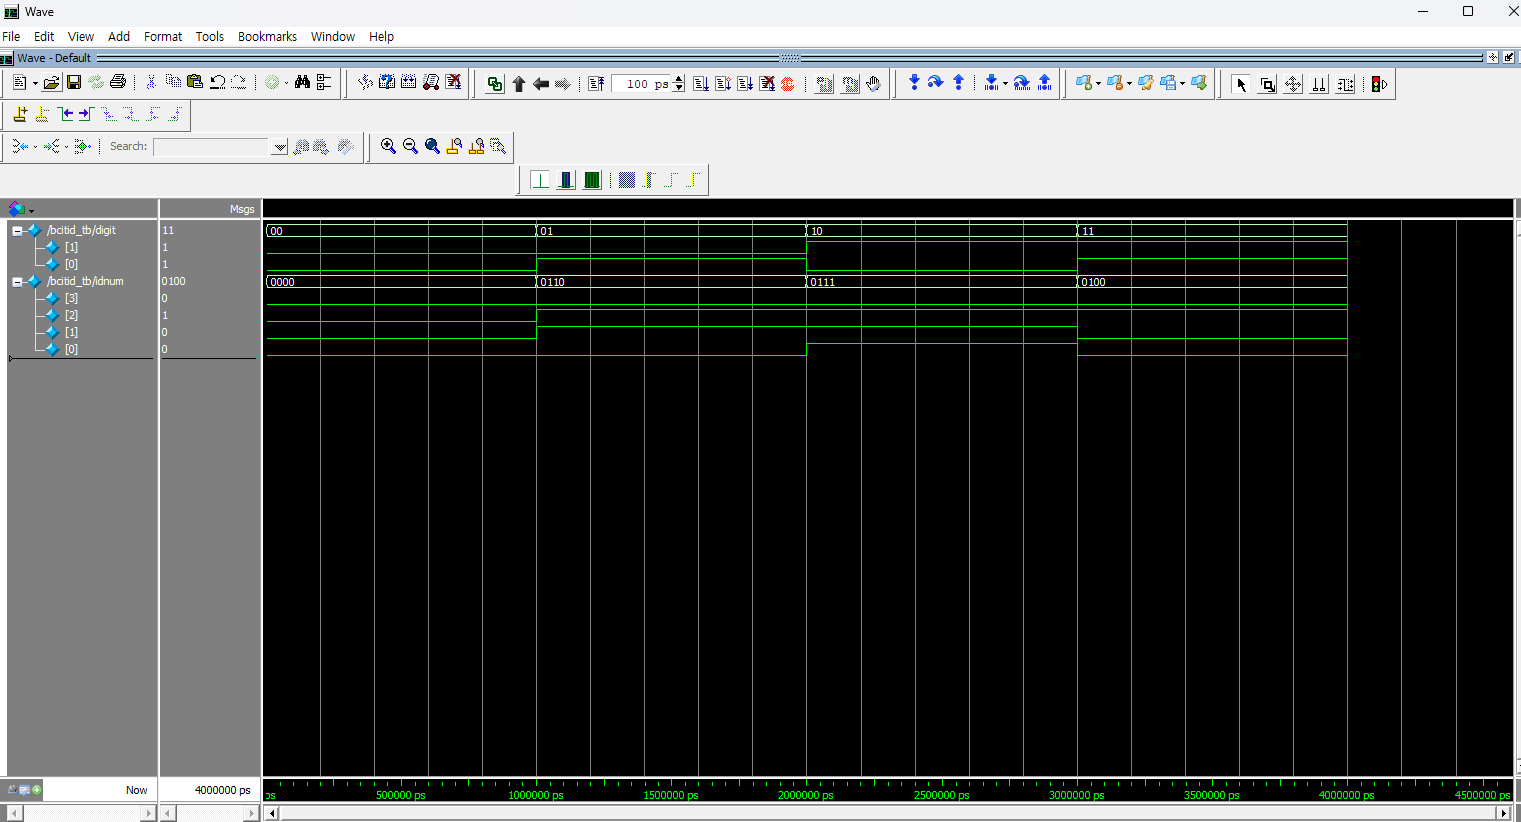 Wave
File Edit View Add Format Tools Bookmarks Window Help
Wave - Default
100 ps
Search:
Msgs
/bcitid_tb/digit 11 00 01 10 11
[1] 1
[0] 1
/bcitid_tb/idnum 0100 0000 0110 0111 0100
[3] 0
[2] 1
[1] 0
[0] 0
Now 4000000 ps
ps 500000 ps 1000000 ps 1500000 ps 2000000 ps 2500000 ps 3000000 ps 3500000 ps 4000000 ps 4500000 ps